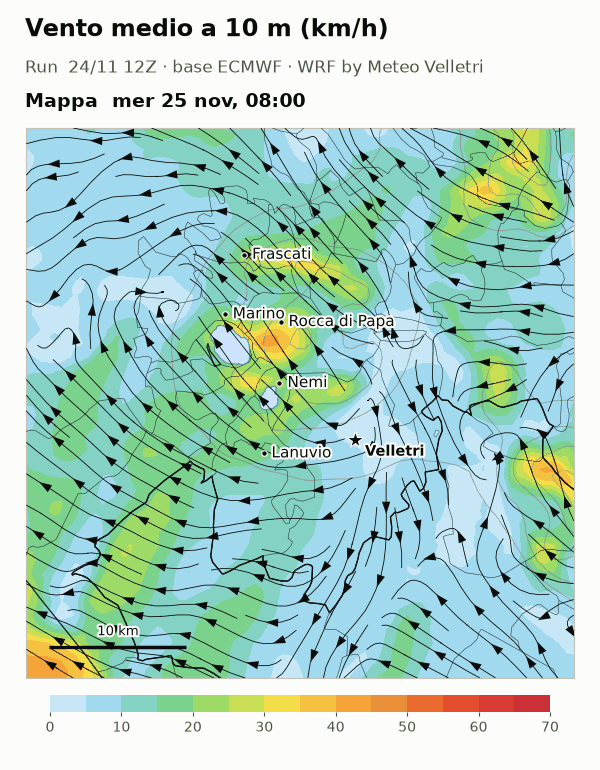 Vento medio a 10 m (km/h)
Run  24/11 12Z · base ECMWF · WRF by Meteo Velletri
Mappa  mer 25 nov, 08:00
Frascati
Marino
Rocca di Papa
Nemi
Velletri
Lanuvio
10 km
0 10 20 30 40 50 60 70